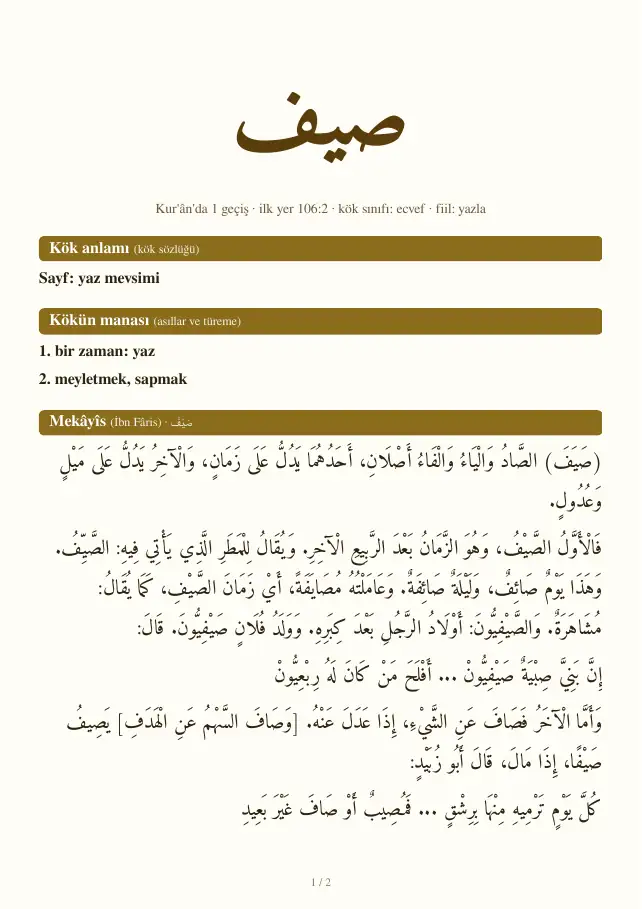 صيف
Kur'ân'da 1 geçiş · ilk yer 106:2 · kök sınıfı: ecvef · fiil: yazla
Kök anlamı (kök sözlüğü)
Sayf: yaz mevsimi
Kökün manası (asıllar ve türeme)
1. bir zaman: yaz
2. meyletmek, sapmak
Mekâyîs (İbn Fâris) · صَيَفَ
(صَيَفَ) الصَّادُ وَالْيَاءُ وَالْفَاءُ أَصْلَانِ، أَحَدُهُمَا يَدُلُّ عَلَى زَمَانٍ، وَالْآخِرُ يَدُلُّ عَلَى مَيْلٍ
وَعُدُولٍ.
فَالْأَوَّلُ الصَّيْفُ، وَهُوَ الزَّمَانُ بَعْدَ الرَّبِيعِ الْآخِرِ. وَيُقَالُ لِلْمَطَرِ الَّذِي يَأْتِي فِيهِ: الصَّيِّفُ.
وَهَذَا يَوْمٌ صَائِفٌ، وَلَيْلَةٌ صَائِفَةٌ. وَعَامَلْتُهُ مُصَايَفَةً، أَيْ زَمَانَ الصَّيْفِ، كَمَا يُقَالُ:
مُشَاهَرَةً. وَالصَّيْفِيُّونَ: أَوْلَادُ الرَّجُلِ بَعْدَ كِبَرِهِ. وَوَلَدُ فُلَانٍ صَيْفِيُّونَ. قَالَ:
إِنَّ بَنِيَّ صِبْيَةٌ صَيْفِيُّونْ ... أَفْلَحَ مَنْ كَانَ لَهُ رِبْعِيُّونْ
وَأَمَّا الْآخَرُ فَصَافَ عَنِ الشَّيْءِ، إِذَا عَدَلَ عَنْهُ. [وَصَافَ السَّهْمُ عَنِ الْهَدَفِ] يَصِيفُ
صَيْفًا، إِذَا مَالَ، قَالَ أَبُو زُبَيْدٍ:
كُلَّ يَوْمٍ تَرْمِيهِ مِنْهَا بِرِشْقٍ ... فَمُصِيبٌ أَوْ صَافَ غَيْرَ بَعِيدِ
1 / 2